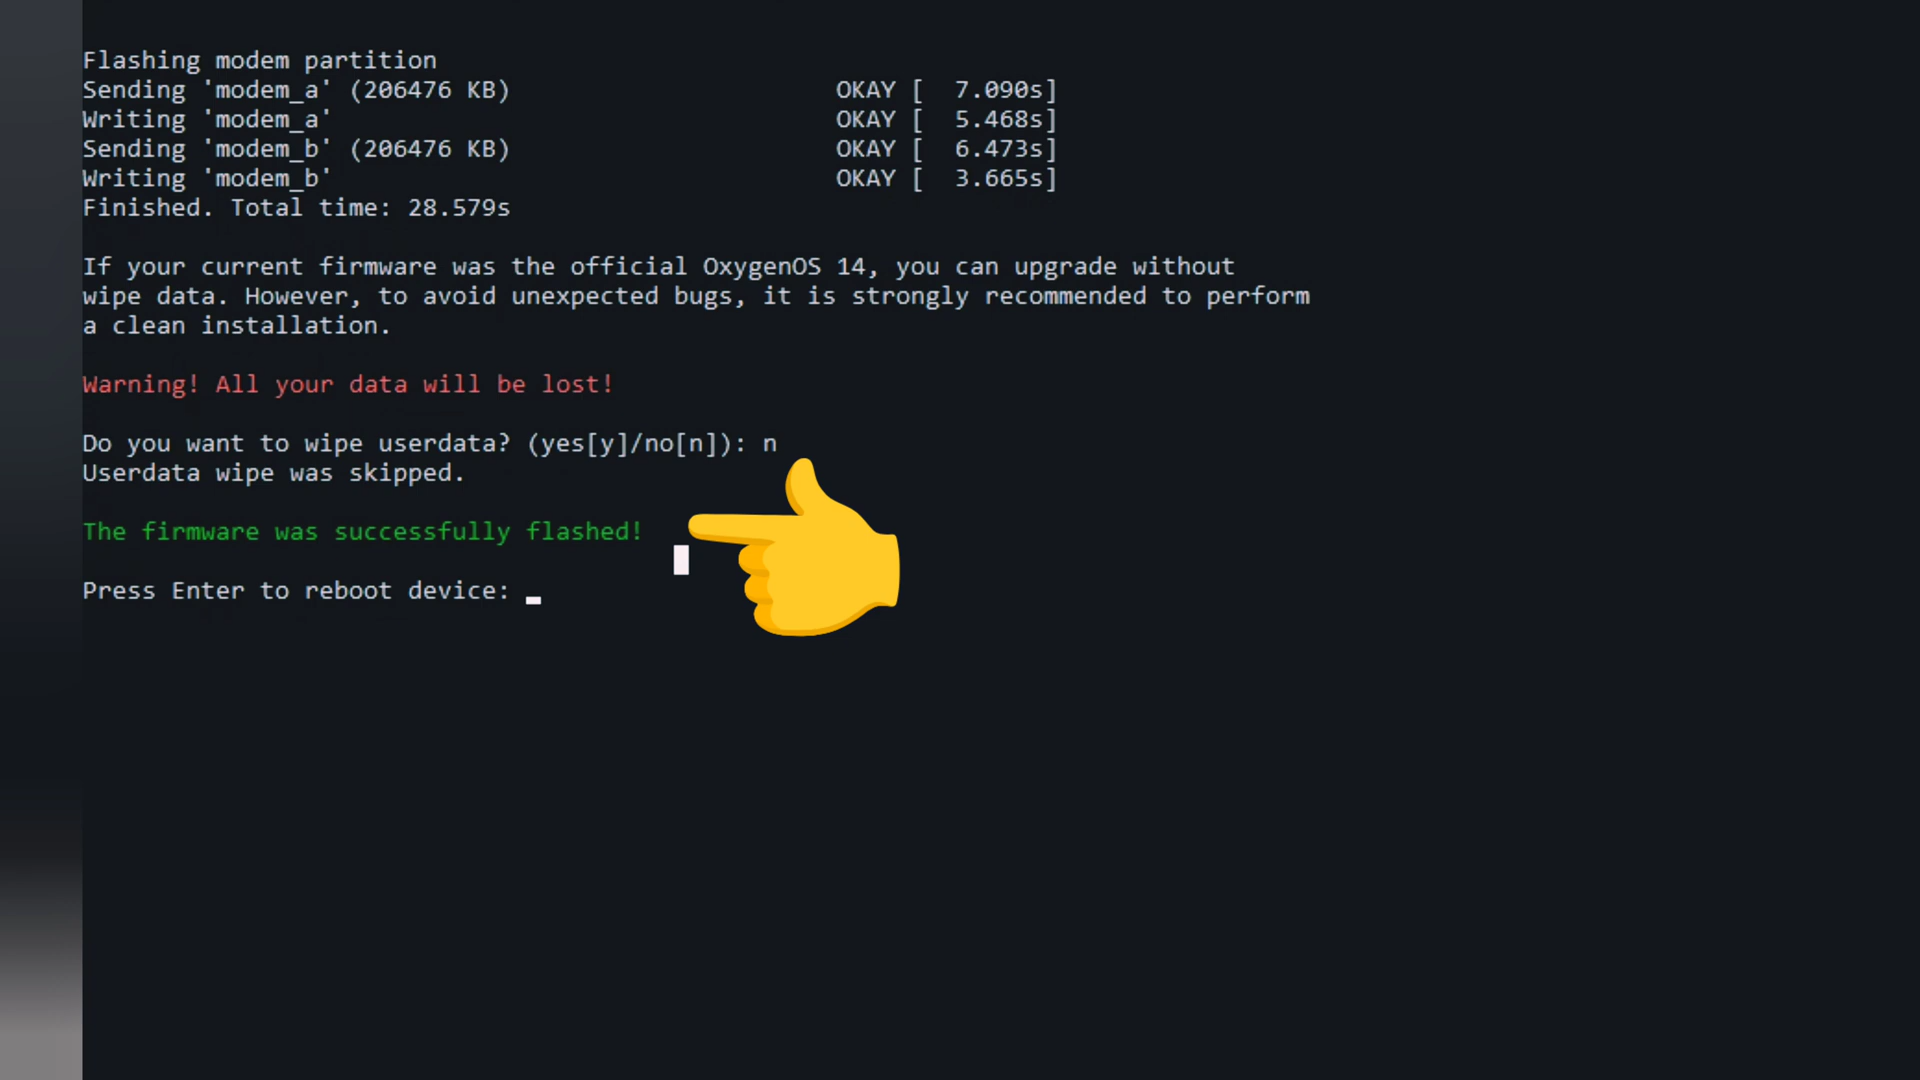 Flashing modem partition
Sending 'modem_a' (206476 KB) OKAY [ 7.090s]
Writing 'modem_a' OKAY [ 5.468s]
Sending 'modem_b' (206476 KB) OKAY [ 6.473s]
Writing 'modem_b' OKAY [ 3.665s]
Finished. Total time: 28.579s
If your current firmware was the official OxygenOS 14, you can upgrade without
wipe data. However, to avoid unexpected bugs, it is strongly recommended to perform
a clean installation.
Warning! All your data will be lost!
Do you want to wipe userdata? (yes[y]/no[n]): n
Userdata wipe was skipped.
The firmware was successfully flashed!
Press Enter to reboot device: